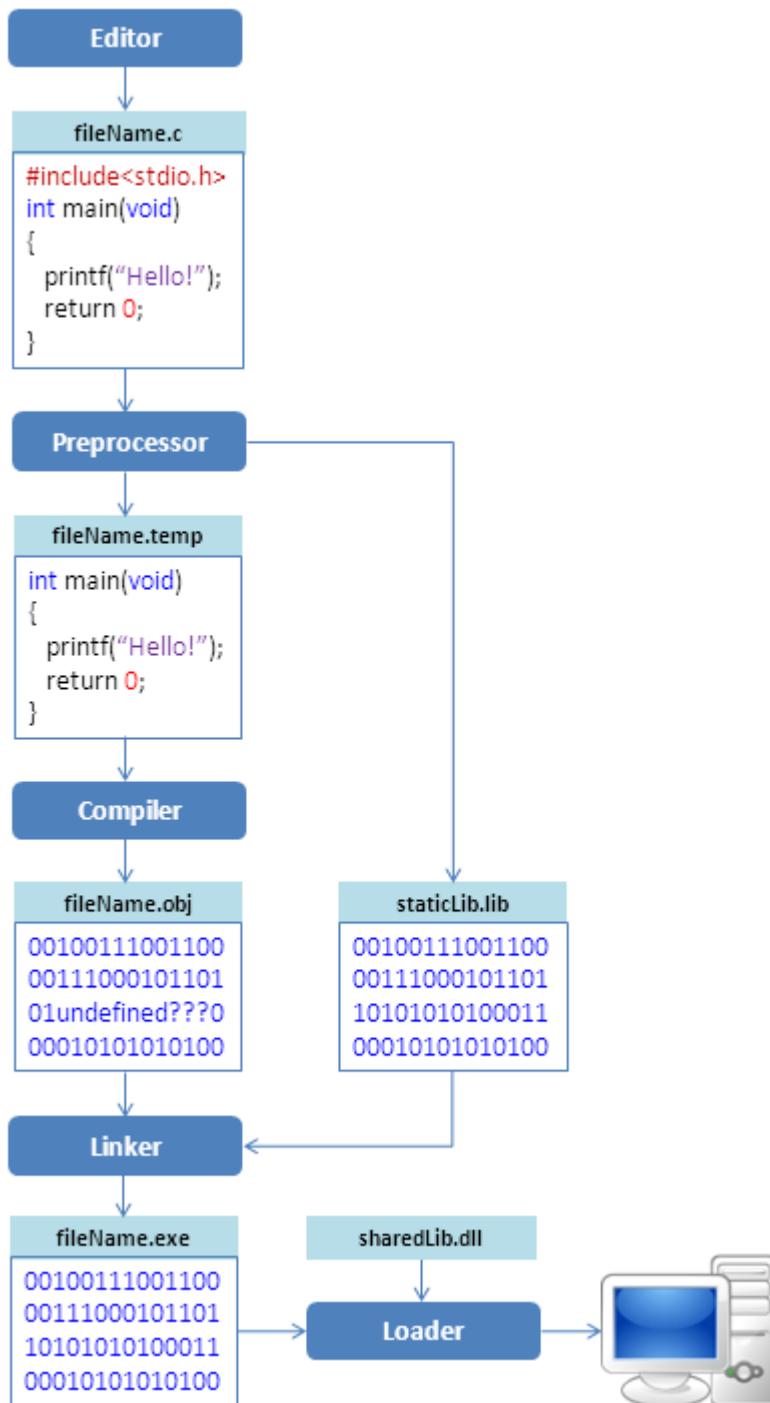 Editor
fileName.c
#include<stdio.h>
int main(void)
{
printf(“Hello!”);
return 0;
}
Preprocessor
fileName.temp
int main(void)
{
printf(“Hello!”);
return 0;
}
Compiler
fileName.obj
00100111001100
00111000101101
01undefined???0
00010101010100
staticLib.lib
00100111001100
00111000101101
10101010100011
00010101010100
Linker
fileName.exe
00100111001100
00111000101101
10101010100011
00010101010100
sharedLib.dll
Loader